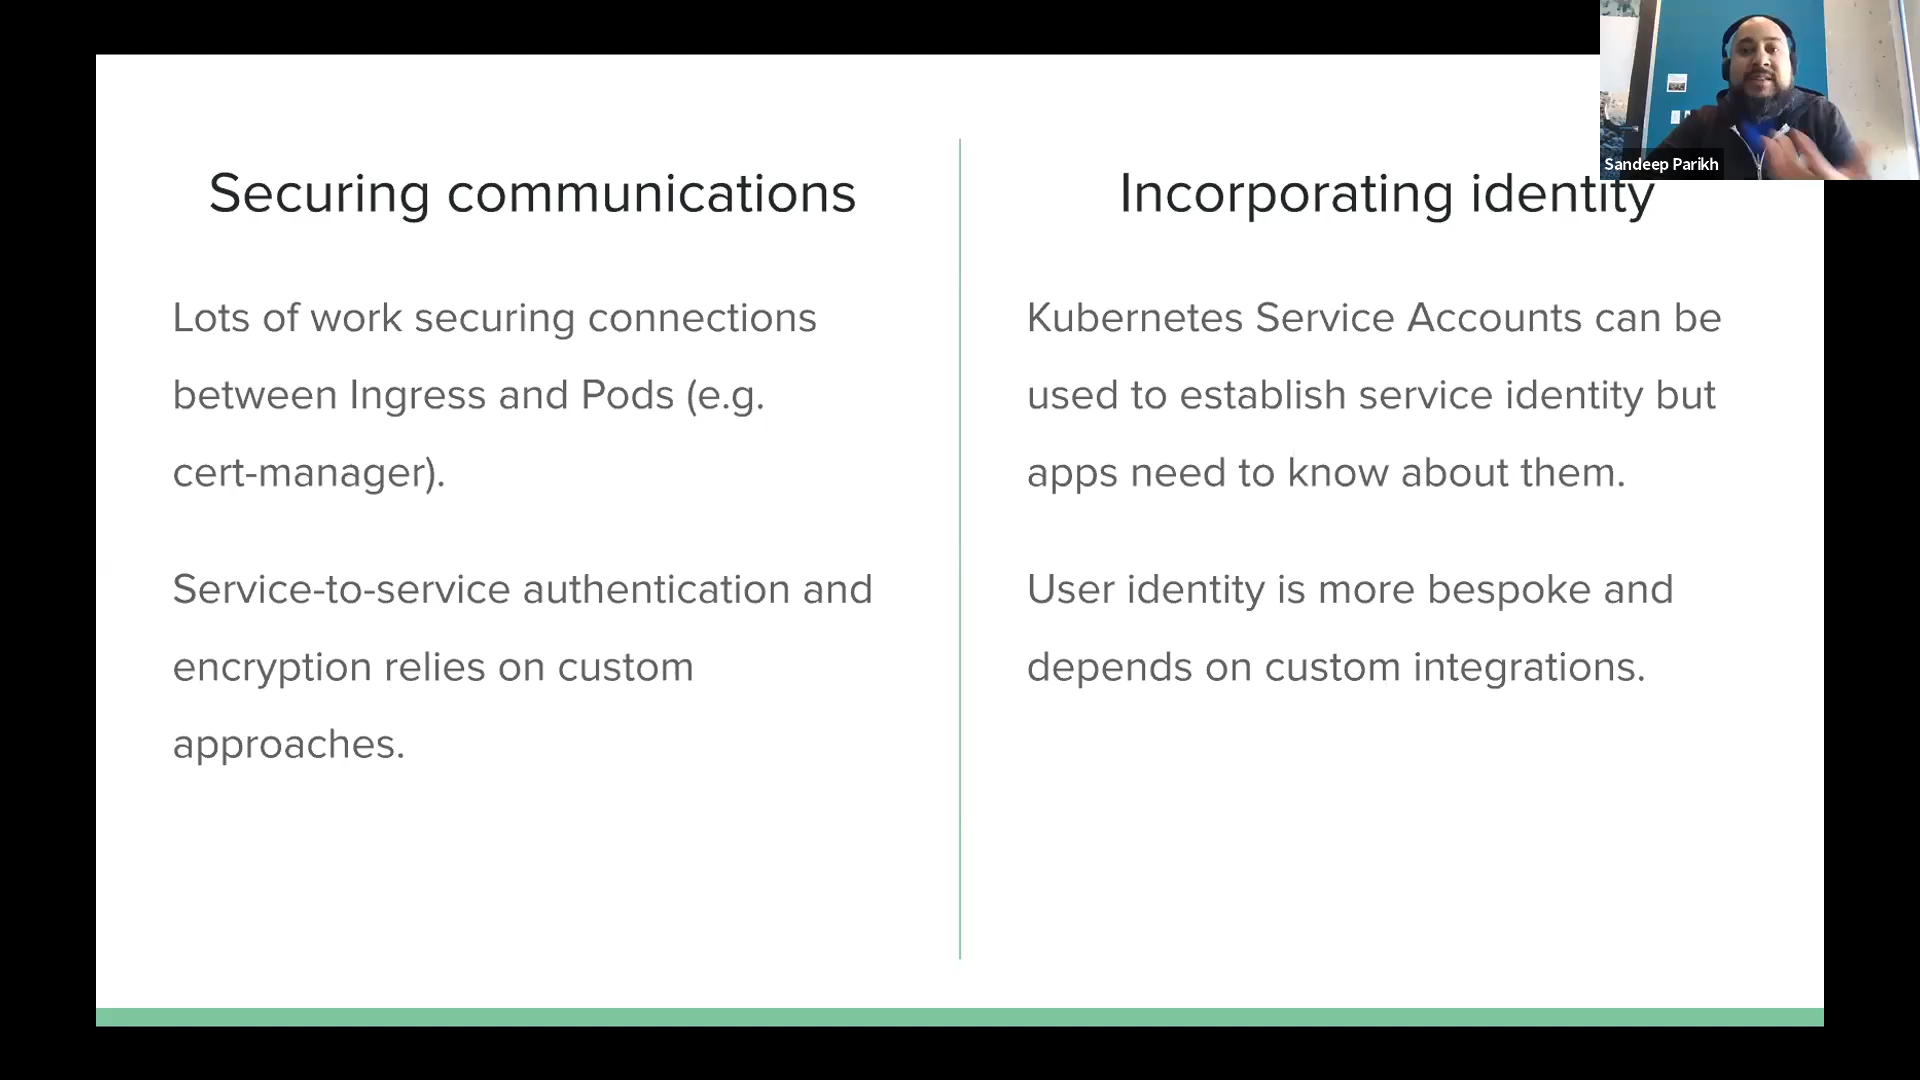 Securing communications
Lots of work securing connections
between Ingress and Pods (e.g.
cert-manager).
Service-to-service authentication and
encryption relies on custom
approaches.
Incorporating identity
Kubernetes Service Accounts can be
used to establish service identity but
apps need to know about them.
User identity is more bespoke and
depends on custom integrations.
Sandeep Parikh